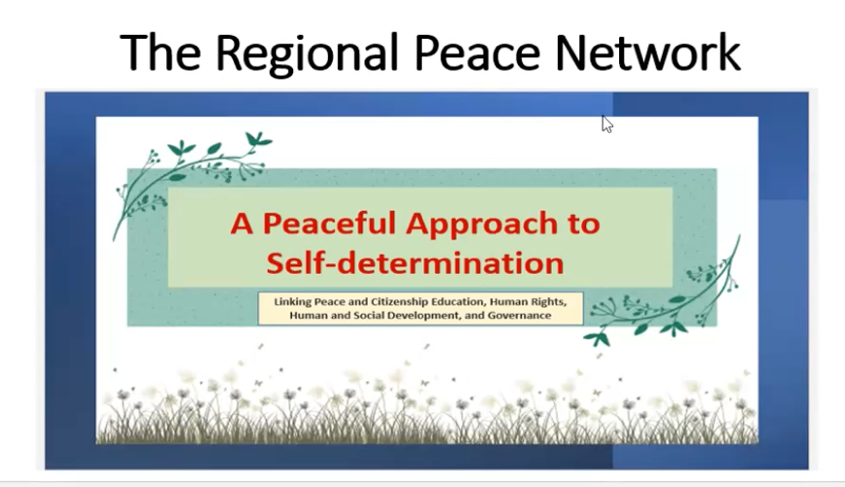 The Regional Peace Network
A Peaceful Approach to
Self-determination
Linking Peace and Citizenship Education, Human Rights,
Human and Social Development, and Governance